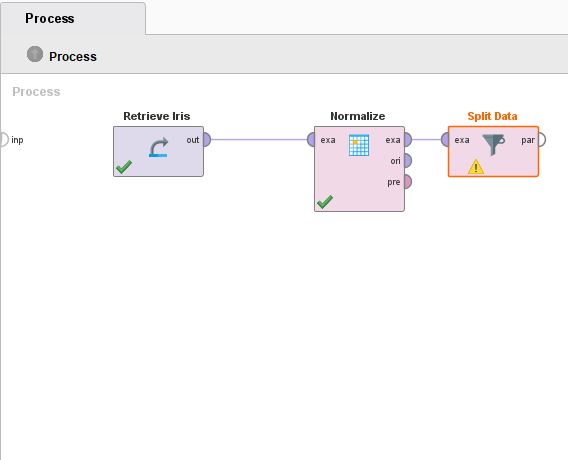 Process
Process
Process
Retrieve Iris Normalize Split Data
inp out exa exa exa par
ori
pre